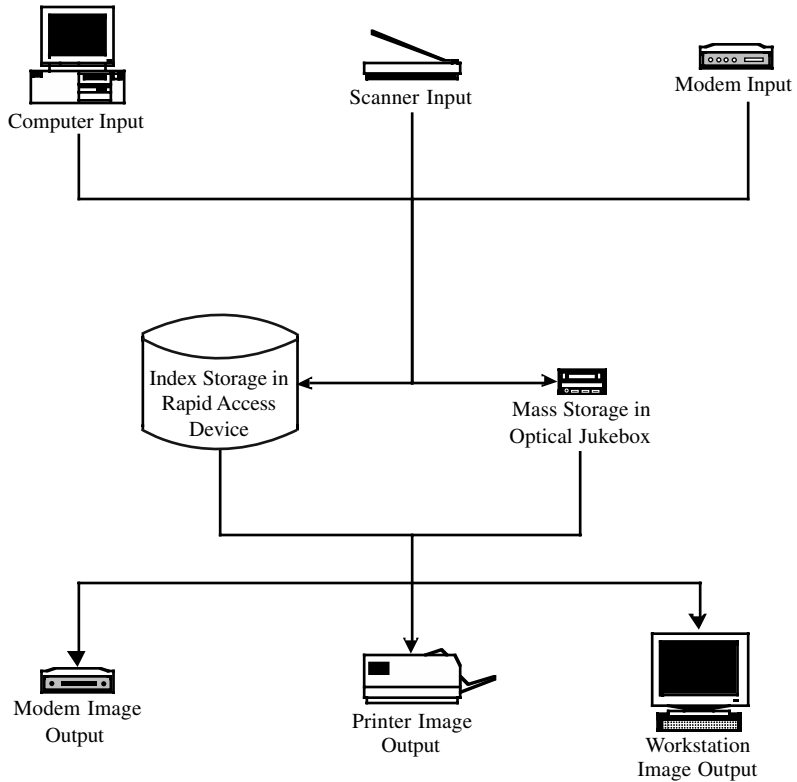 Computer Input
Scanner Input
Modem Input
Index Storage in
Rapid Access
Device
Mass Storage in
Optical Jukebox
Modem Image
Output
Printer Image
Output
Workstation
Image Output